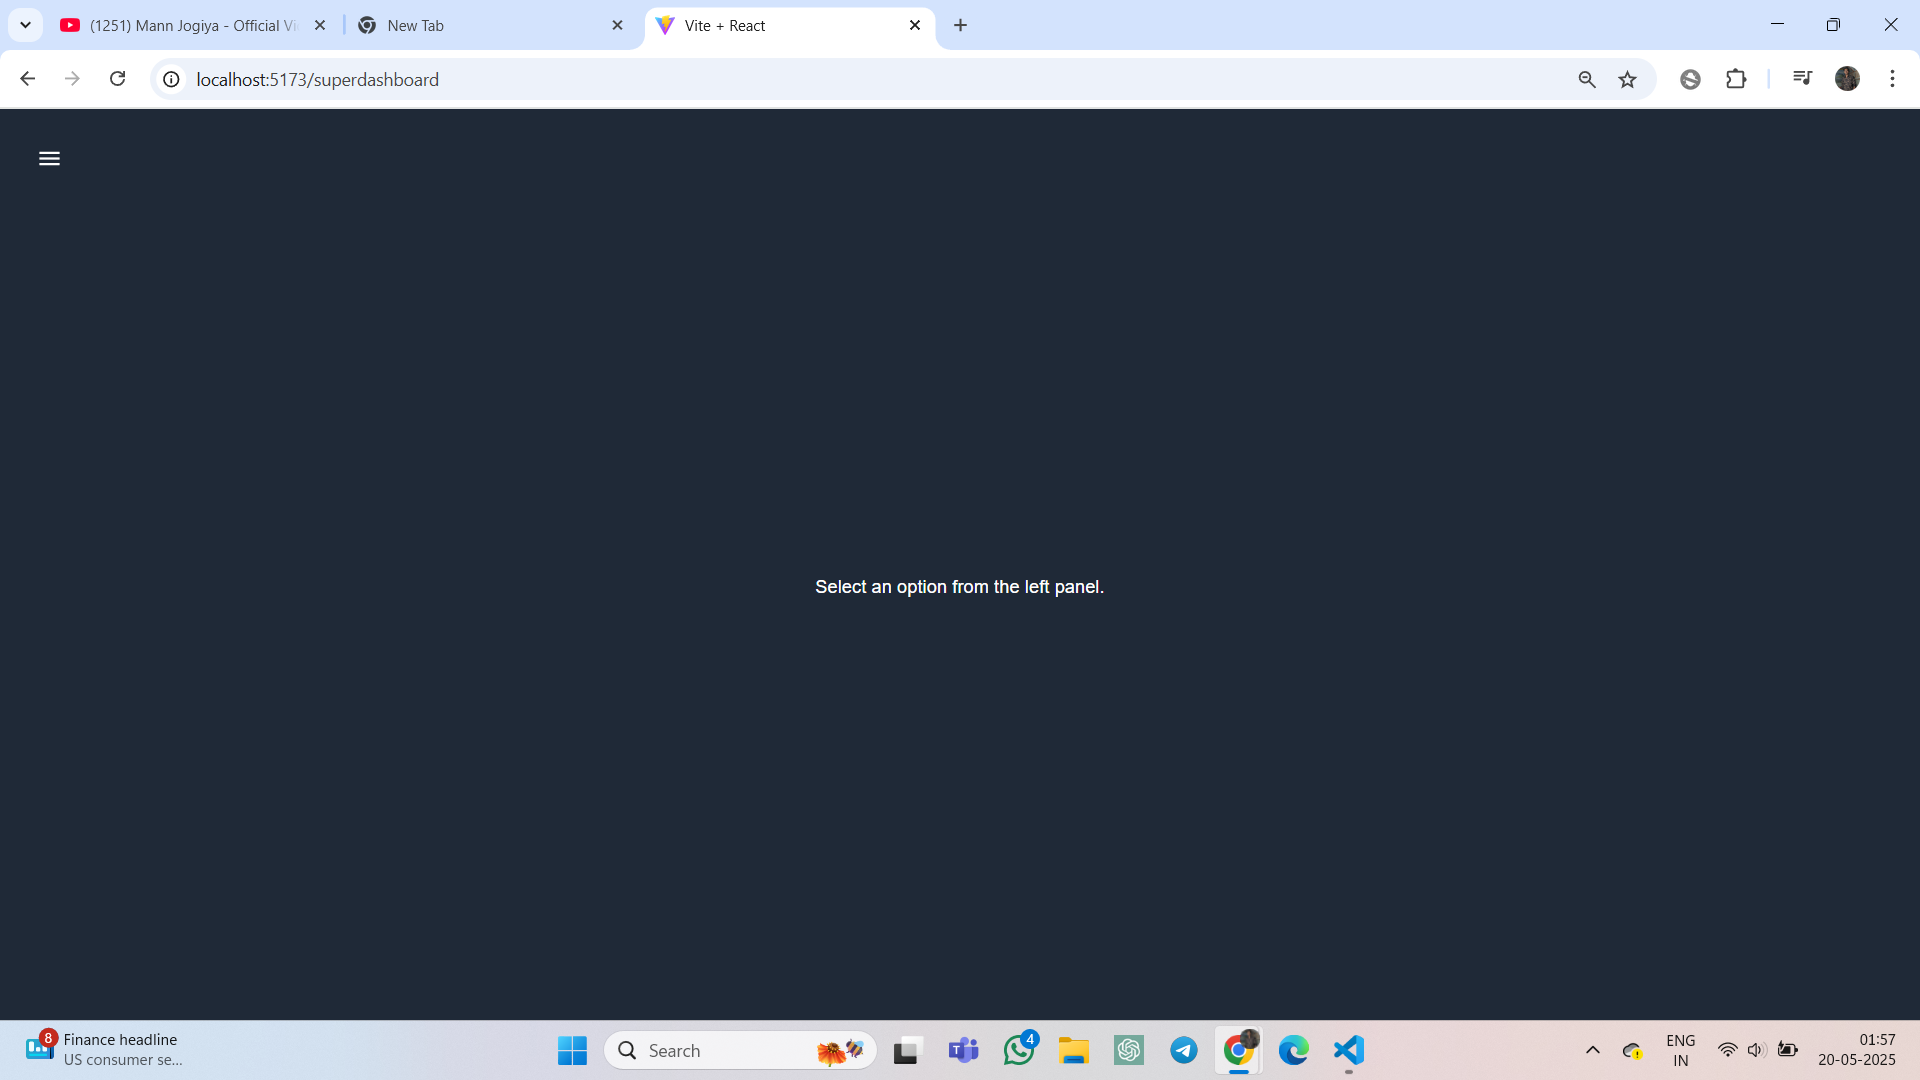 (1251) Mann Jogiya - Official Vi
New Tab
Vite + React
localhost:5173/superdashboard
Select an option from the left panel.
8
Finance headline
US consumer se...
Search
T
4
ENG
IN
01:57
20-05-2025